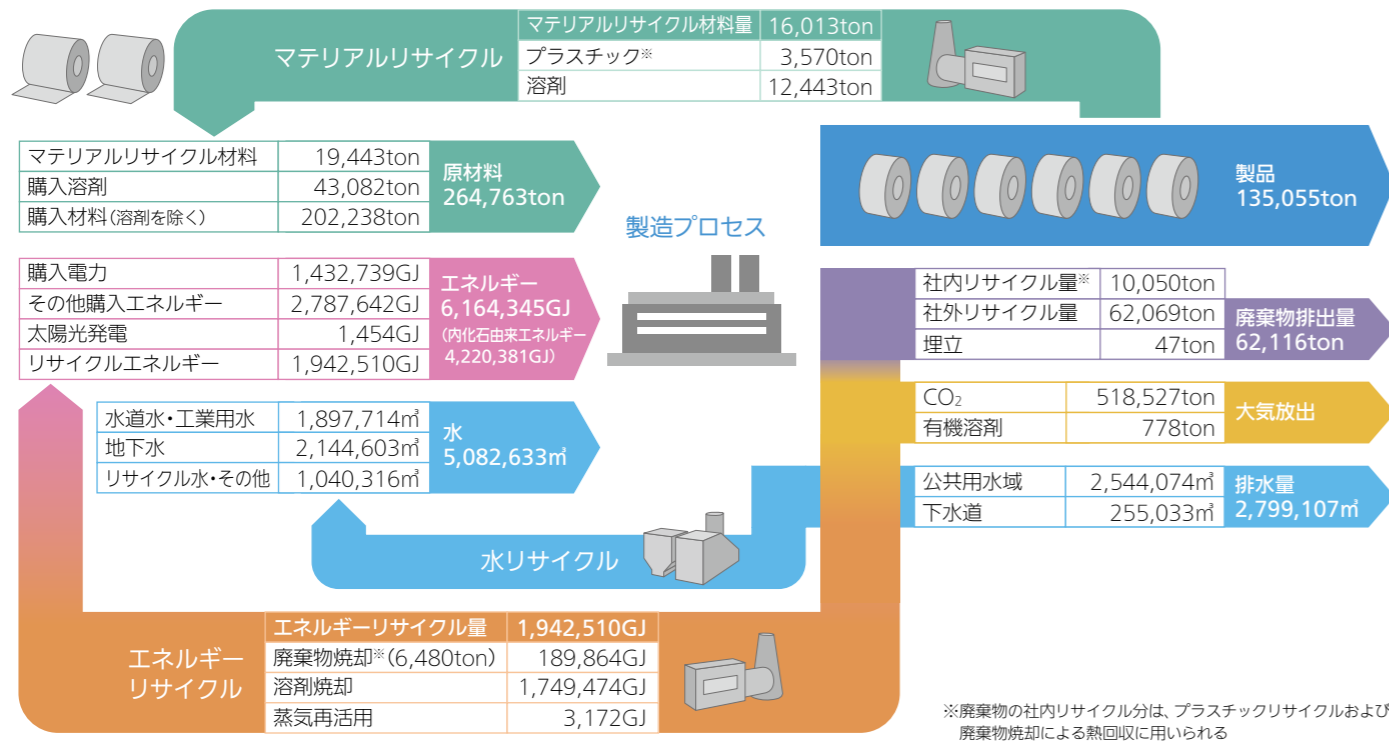 マテリアルリサイクル
マテリアルリサイクル材料量 16,013ton
プラスチック※ 3,570ton
溶剤 12,443ton
マテリアルリサイクル材料 19,443ton
購入溶剤 43,082ton
購入材料(溶剤を除く) 202,238ton
原材料
264,763ton
購入電力 1,432,739GJ
その他購入エネルギー 2,787,642GJ
太陽光発電 1,454GJ
リサイクルエネルギー 1,942,510GJ
エネルギー
6,164,345GJ
(内化石由来エネルギー
4,220,381GJ)
水道水・工業用水 1,897,714㎥
地下水 2,144,603㎥
リサイクル水・その他 1,040,316㎥
水
5,082,633㎥
製造プロセス
製品
135,055ton
社内リサイクル量※ 10,050ton
社外リサイクル量 62,069ton
埋立 47ton
廃棄物排出量
62,116ton
CO₂ 518,527ton
有機溶剤 778ton
大気放出
公共用水域 2,544,074㎥
下水道 255,033㎥
排水量
2,799,107㎥
水リサイクル
エネルギー
リサイクル
エネルギーリサイクル量 1,942,510GJ
廃棄物焼却※(6,480ton) 189,864GJ
溶剤焼却 1,749,474GJ
蒸気再活用 3,172GJ
※廃棄物の社内リサイクル分は、プラスチックリサイクルおよび
廃棄物焼却による熱回収に用いられる